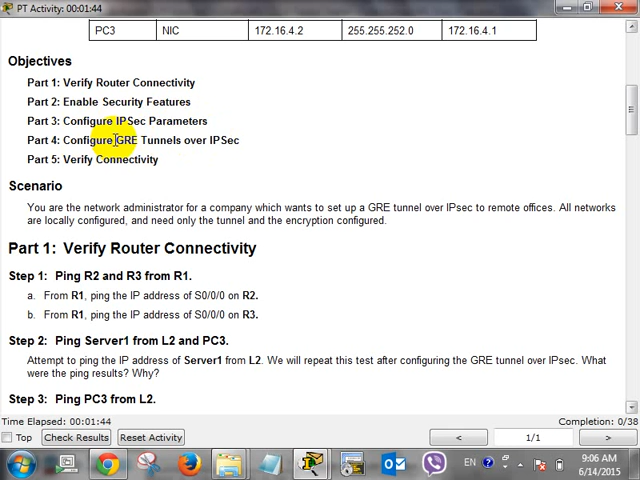 PT Activity: 00:01:44
PC3 NIC 172.16.4.2 255.255.252.0 172.16.4.1
Objectives
Part 1: Verify Router Connectivity
Part 2: Enable Security Features
Part 3: Configure IPSec Parameters
Part 4: Configure GRE Tunnels over IPSec
Part 5: Verify Connectivity
Scenario
You are the network administrator for a company which wants to set up a GRE tunnel over IPsec to remote offices. All networks
are locally configured, and need only the tunnel and the encryption configured.
Part 1: Verify Router Connectivity
Step 1: Ping R2 and R3 from R1.
a. From R1, ping the IP address of S0/0/0 on R2.
b. From R1, ping the IP address of S0/0/0 on R3.
Step 2: Ping Server1 from L2 and PC3.
Attempt to ping the IP address of Server1 from L2. We will repeat this test after configuring the GRE tunnel over IPsec. What
were the ping results? Why?
Step 3: Ping PC3 from L2.
Time Elapsed: 00:01:44 Completion: 0/38
Top Check Results Reset Activity < 1/1 >
EN 9:06 AM
6/14/2015